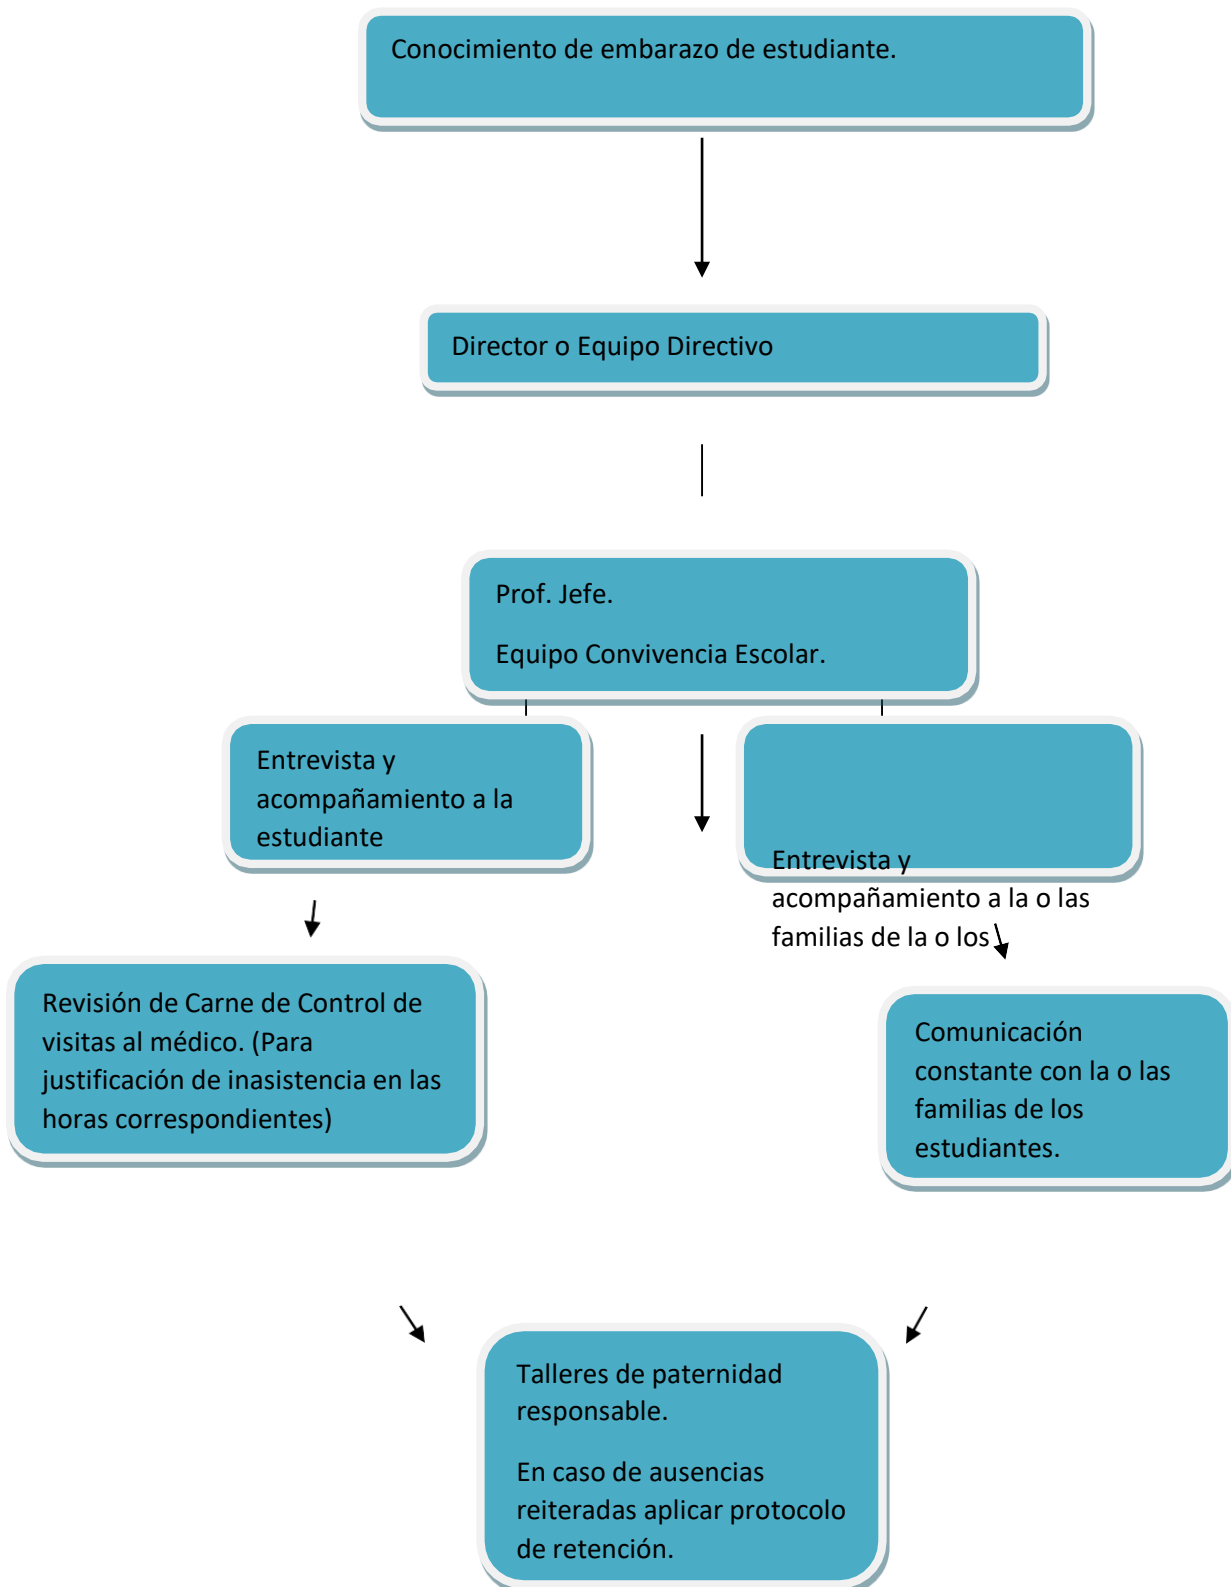 Conocimiento de embarazo de estudiante.
Director o Equipo Directivo
Prof. Jefe.
Equipo Convivencia Escolar.
Entrevista y
acompañamiento a la
estudiante
Entrevista y
acompañamiento a la o las
familias de la o los
Revisión de Carne de Control de
visitas al médico. (Para
justificación de inasistencia en las
horas correspondientes)
Comunicación
constante con la o las
familias de los
estudiantes.
Talleres de paternidad
responsable.
En caso de ausencias
reiteradas aplicar protocolo
de retención.